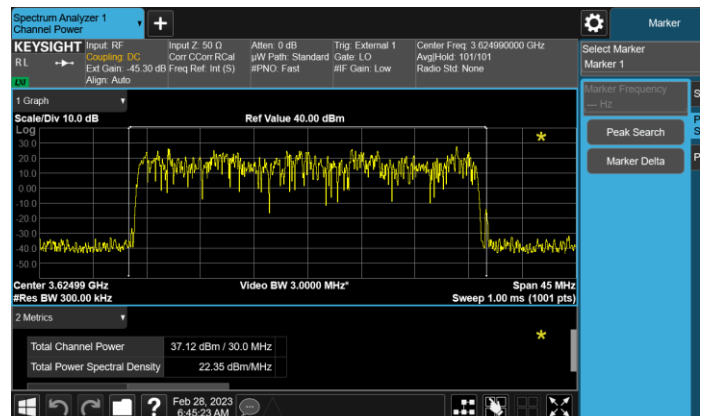 Spectrum Analyzer 1
Channel Power
Marker
KEYSIGHT
Input: RF
Input Z: 50 Ω
Atten: 0 dB
Trig: External 1
Center Freq: 3.624990000 GHz
RL
Coupling: DC
Corr CCorr RCal
µW Path: Standard
Gate: LO
Avg|Hold: 101/101
Ext Gain: -45.30 dB
Freq Ref: Int (S)
#PNO: Fast
#IF Gain: Low
Radio Std: None
Align: Auto
Select Marker
Marker 1
Marker Frequency
--- Hz
Peak Search
Marker Delta
1 Graph
Scale/Div 10.0 dB
Ref Value 40.00 dBm
Log
30.0
20.0
10.0
0.00
-10.0
-20.0
-30.0
-40.0
-50.0
Center 3.62499 GHz
Video BW 3.0000 MHz*
Span 45 MHz
#Res BW 300.00 kHz
Sweep 1.00 ms (1001 pts)
2 Metrics
Total Channel Power
37.12 dBm / 30.0 MHz
Total Power Spectral Density
22.35 dBm/MHz
Feb 28, 2023
6:45:23 AM